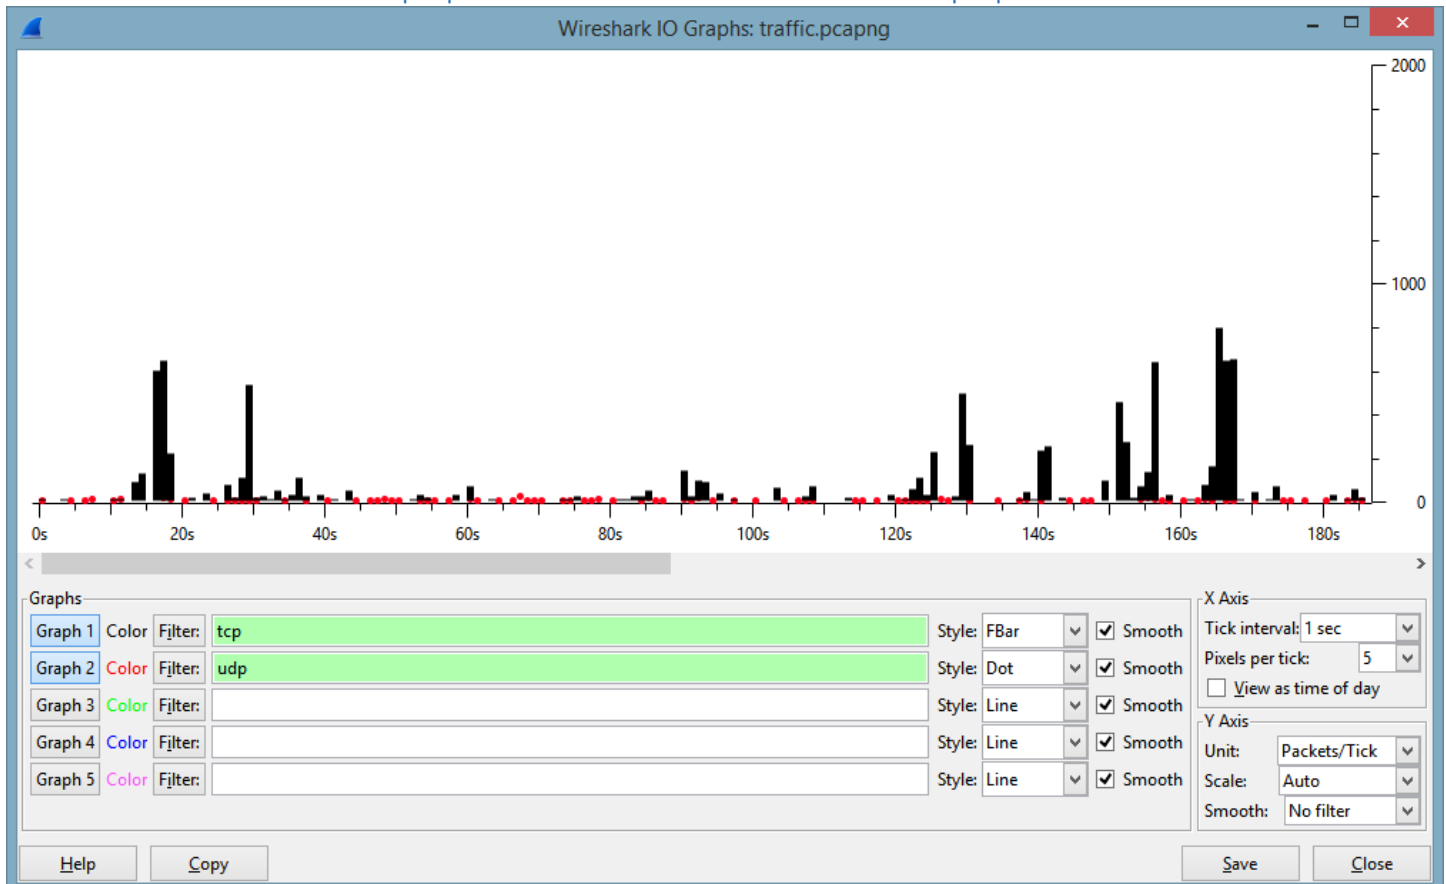 Wireshark IO Graphs: traffic.pcapng
2000
1000
0
0s 20s 40s 60s 80s 100s 120s 140s 160s 180s
Graphs
Graph 1 Color Filter: tcp Style: FBar Smooth
Graph 2 Color Filter: udp Style: Dot Smooth
Graph 3 Color Filter: Style: Line Smooth
Graph 4 Color Filter: Style: Line Smooth
Graph 5 Color Filter: Style: Line Smooth
X Axis
Tick interval: 1 sec
Pixels per tick: 5
View as time of day
Y Axis
Unit: Packets/Tick
Scale: Auto
Smooth: No filter
Help Copy Save Close